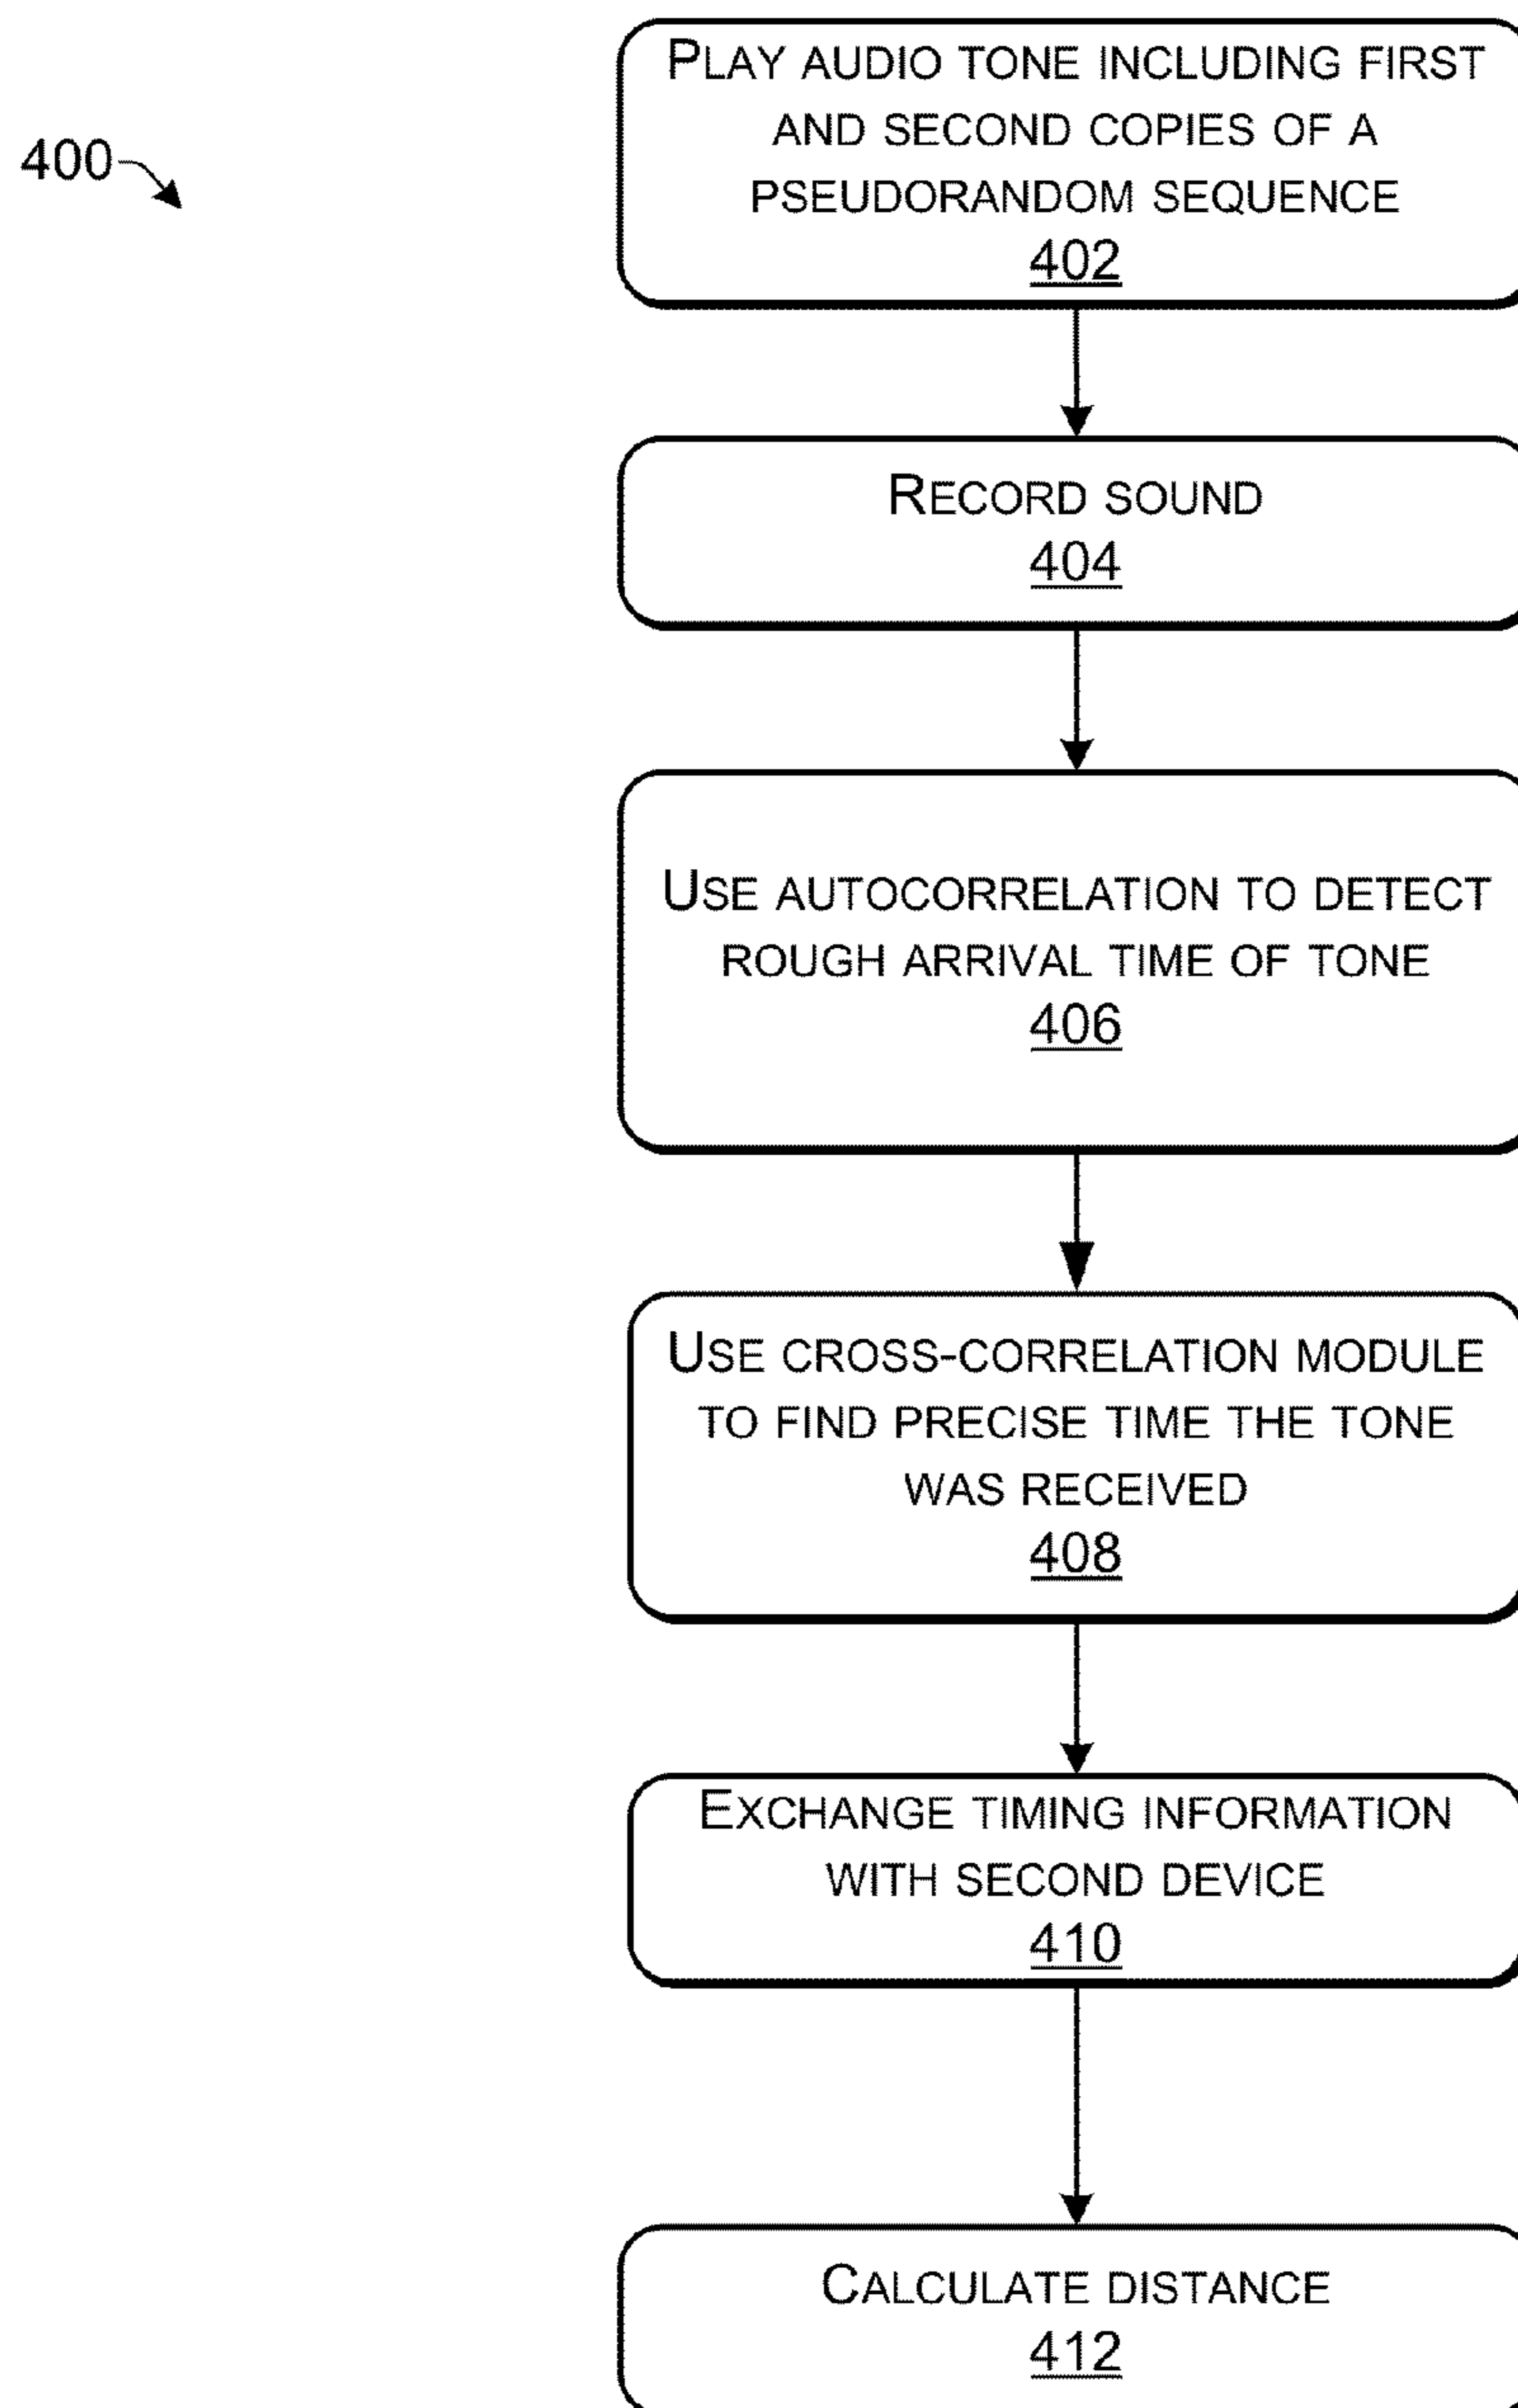 400
PLAY AUDIO TONE INCLUDING FIRST
AND SECOND COPIES OF A
PSEUDORANDOM SEQUENCE
402
RECORD SOUND
404
USE AUTOCORRELATION TO DETECT
ROUGH ARRIVAL TIME OF TONE
406
USE CROSS-CORRELATION MODULE
TO FIND PRECISE TIME THE TONE
WAS RECEIVED
408
EXCHANGE TIMING INFORMATION
WITH SECOND DEVICE
410
CALCULATE DISTANCE
412